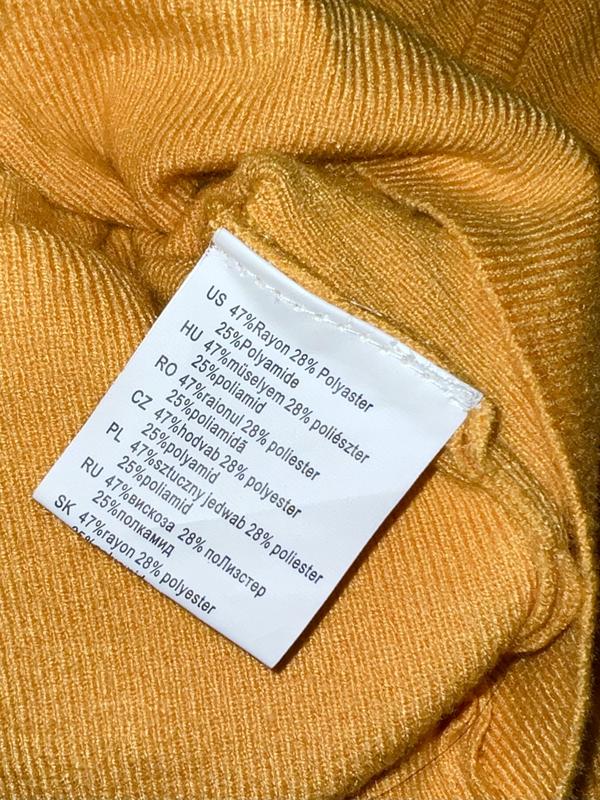 US 47%Rayon 28% Polyaster
25%Polyamide
HU 47%müselyem 28% poliészter
25%poliamid
RO 47%raionul 28% poliester
25%poliamidă
CZ 47%hodvab 28% polyester
25%polyamid
PL 47%sztuczny jedwab 28% poliester
25%poliamid
RU 47%вискоза 28% поЛизстер
25%полкамид
SK 47%rayon 28% polyester